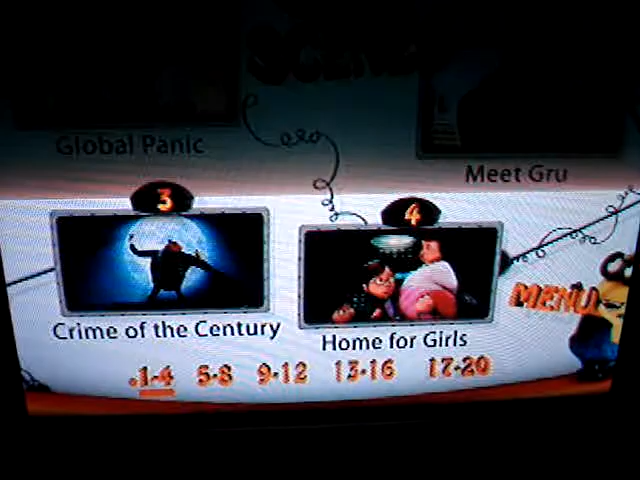 SCENE
Global Panic
Meet Gru
3
4
Crime of the Century
Home for Girls
MENU
1-4 5-8 9-12 13-16 17-20